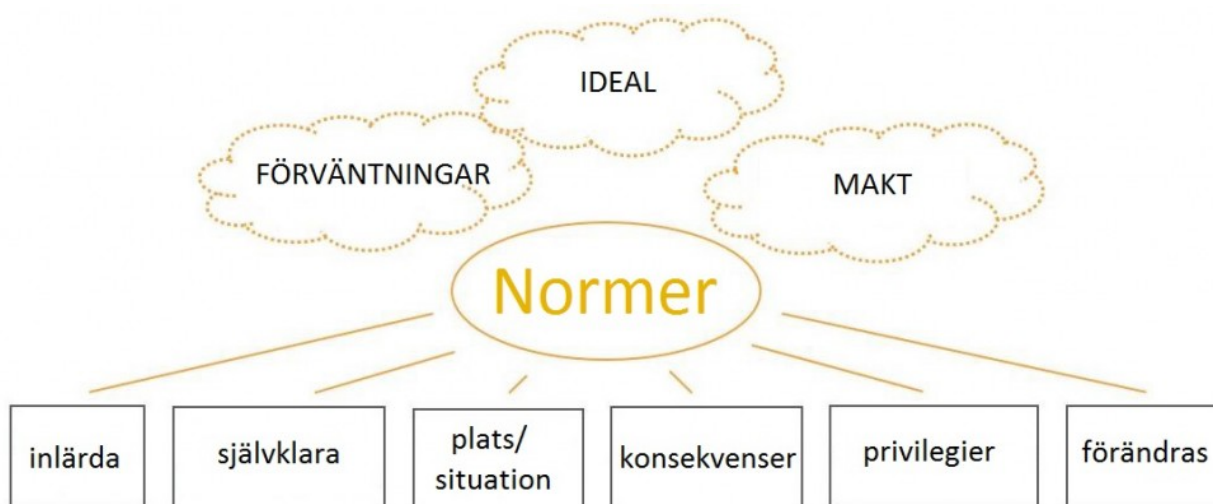 IDEAL
FÖRVÄNTNINGAR
MAKT
Normer
inlärda
självklara
plats/
situation
konsekvenser
privilegier
förändras